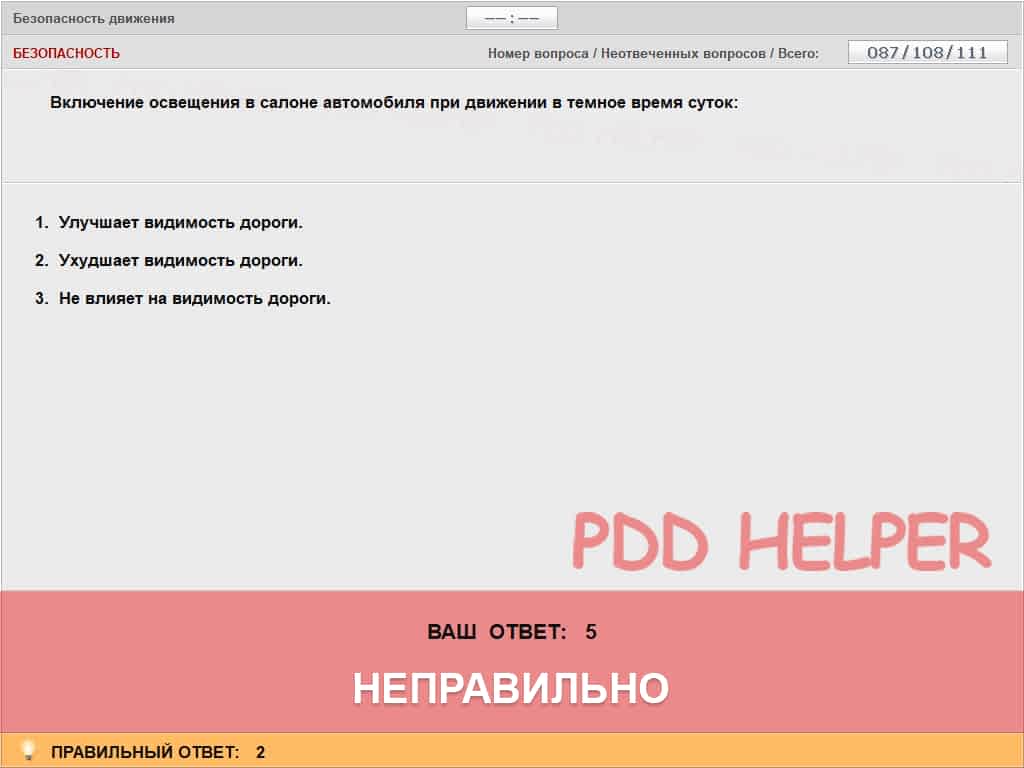 Безопасность движения
—— : ——
БЕЗОПАСНОСТЬ
Номер вопроса / Неотвеченных вопросов / Всего: 087/108/111
Включение освещения в салоне автомобиля при движении в темное время суток:
1. Улучшает видимость дороги.
2. Ухудшает видимость дороги.
3. Не влияет на видимость дороги.
PDD HELPER
ВАШ ОТВЕТ: 5
НЕПРАВИЛЬНО
ПРАВИЛЬНЫЙ ОТВЕТ: 2